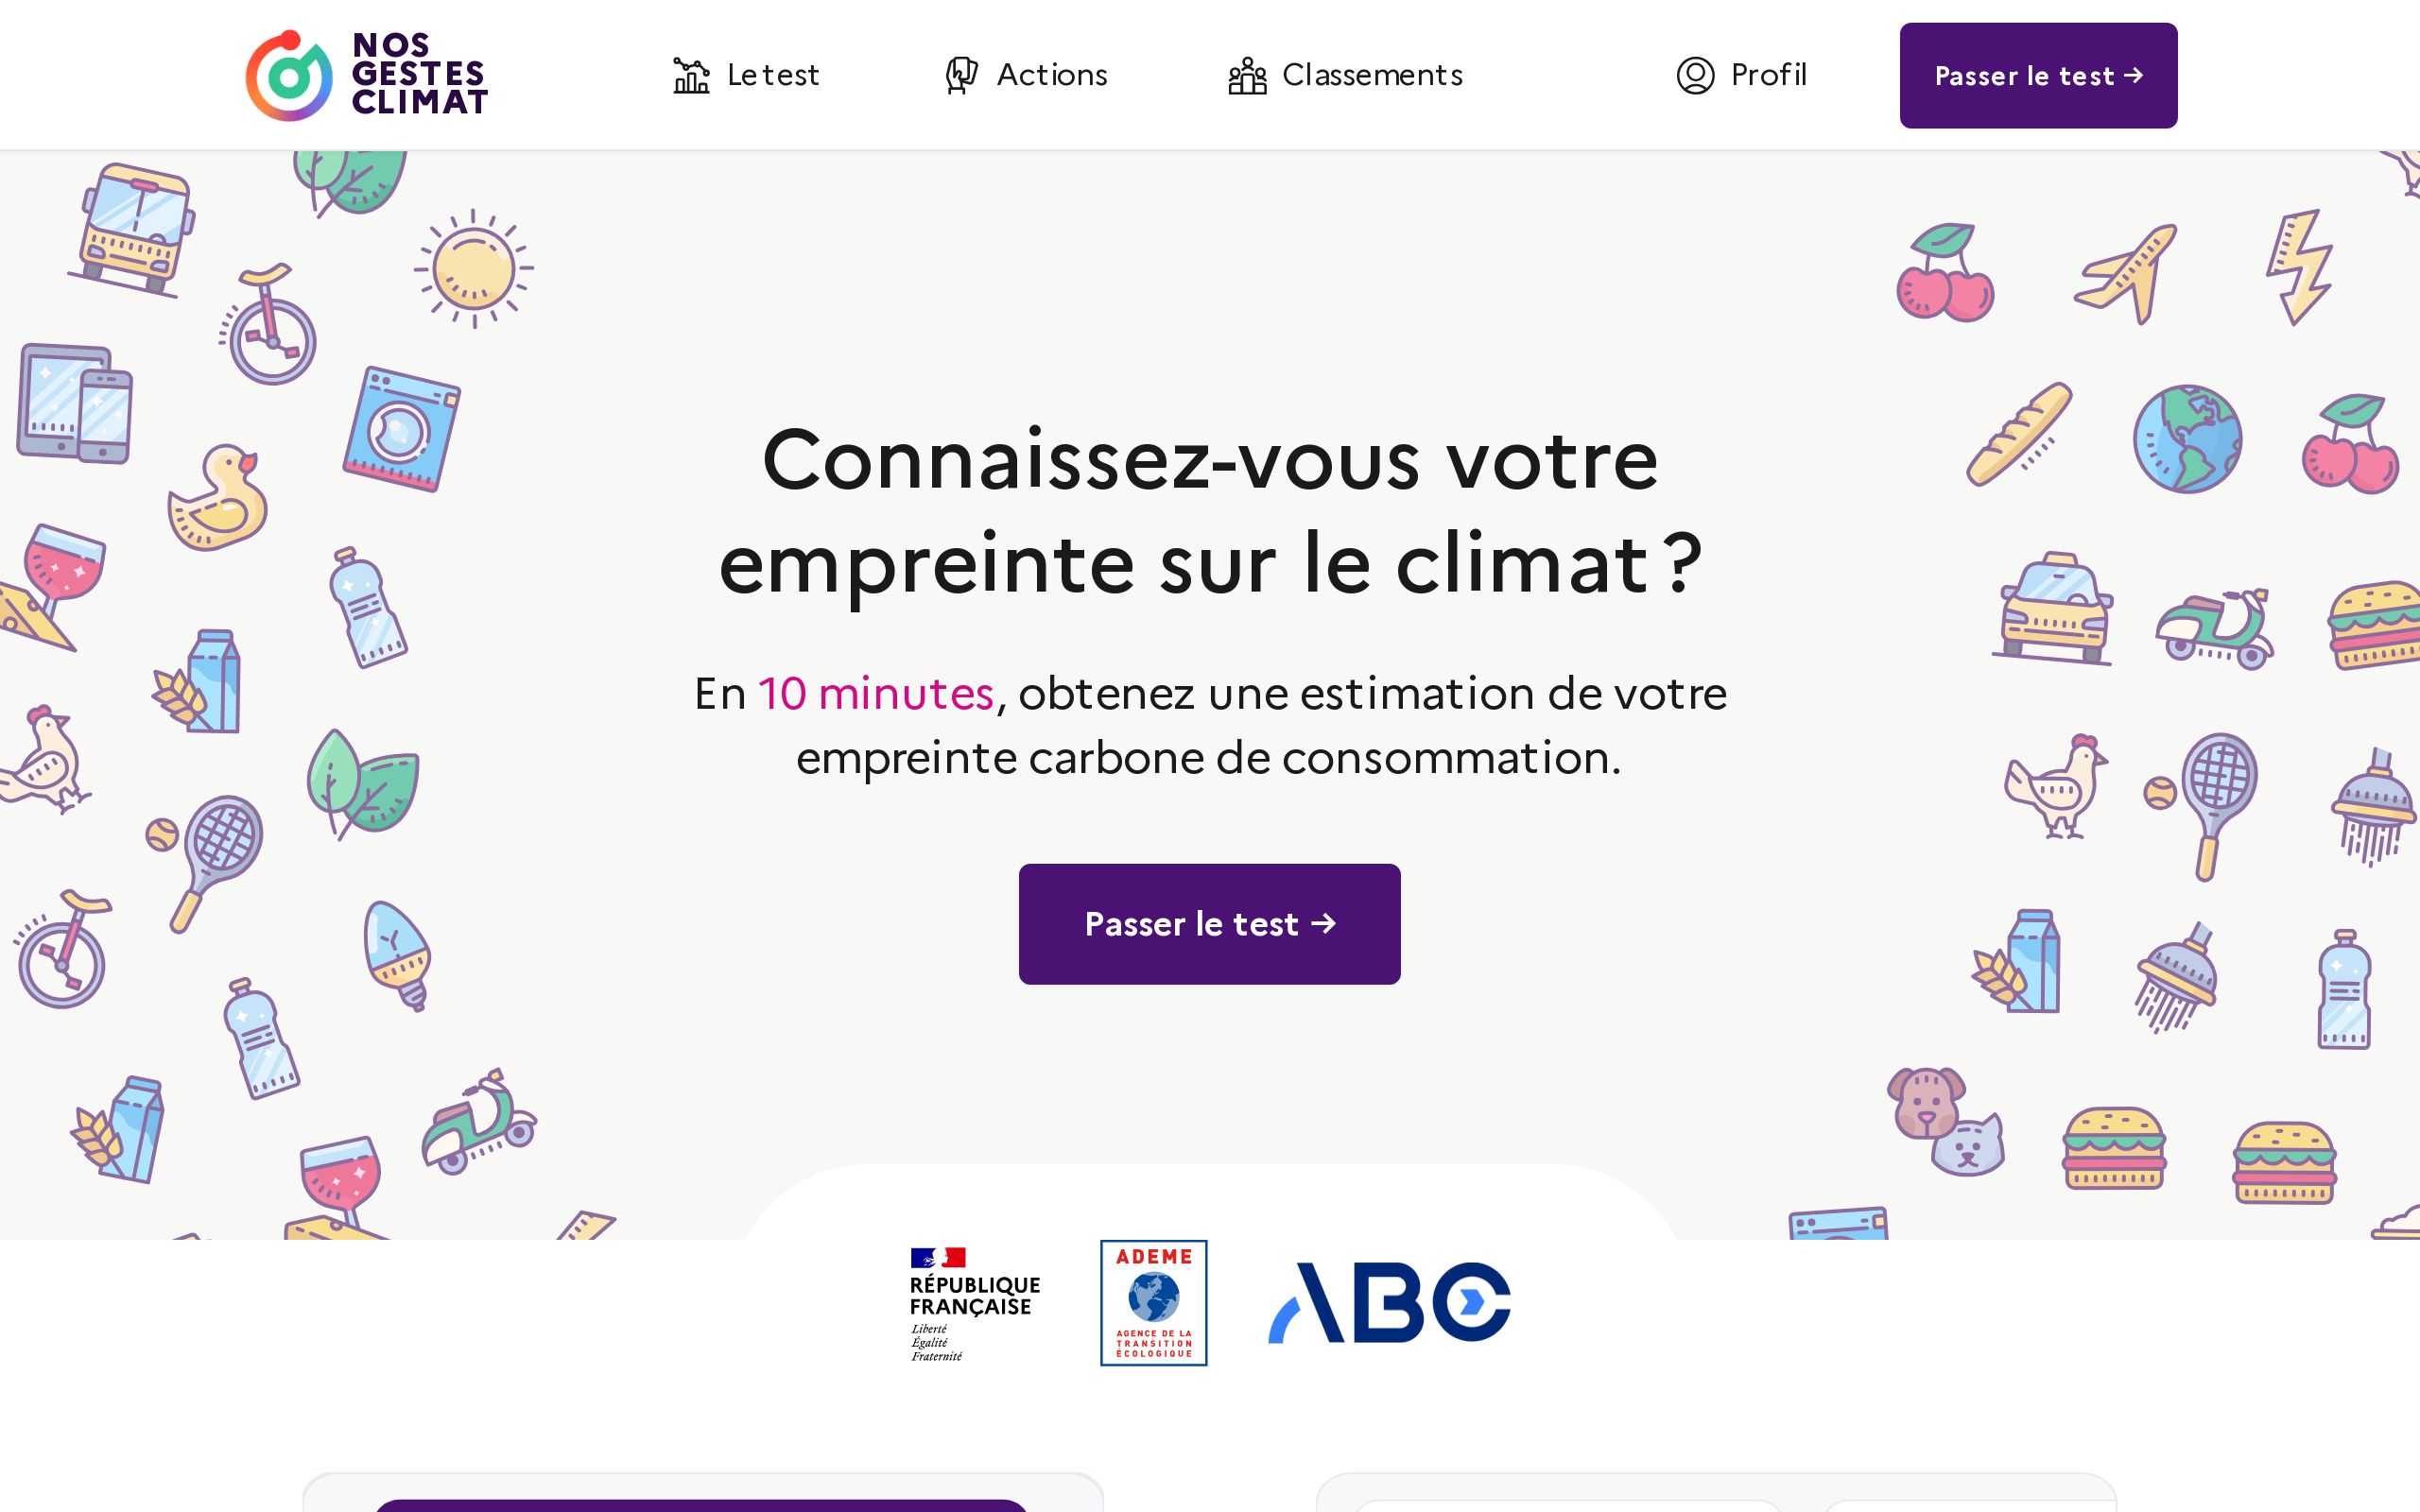 NOS
GESTES
CLIMAT
Le test
Actions
Classements
Profil
Passer le test →
Connaissez-vous votre
empreinte sur le climat ?
En 10 minutes, obtenez une estimation de votre
empreinte carbone de consommation.
Passer le test →
RÉPUBLIQUE
FRANÇAISE
Liberté
Égalité
Fraternité
ADEME
AGENCE DE LA
TRANSITION
ÉCOLOGIQUE
ABC